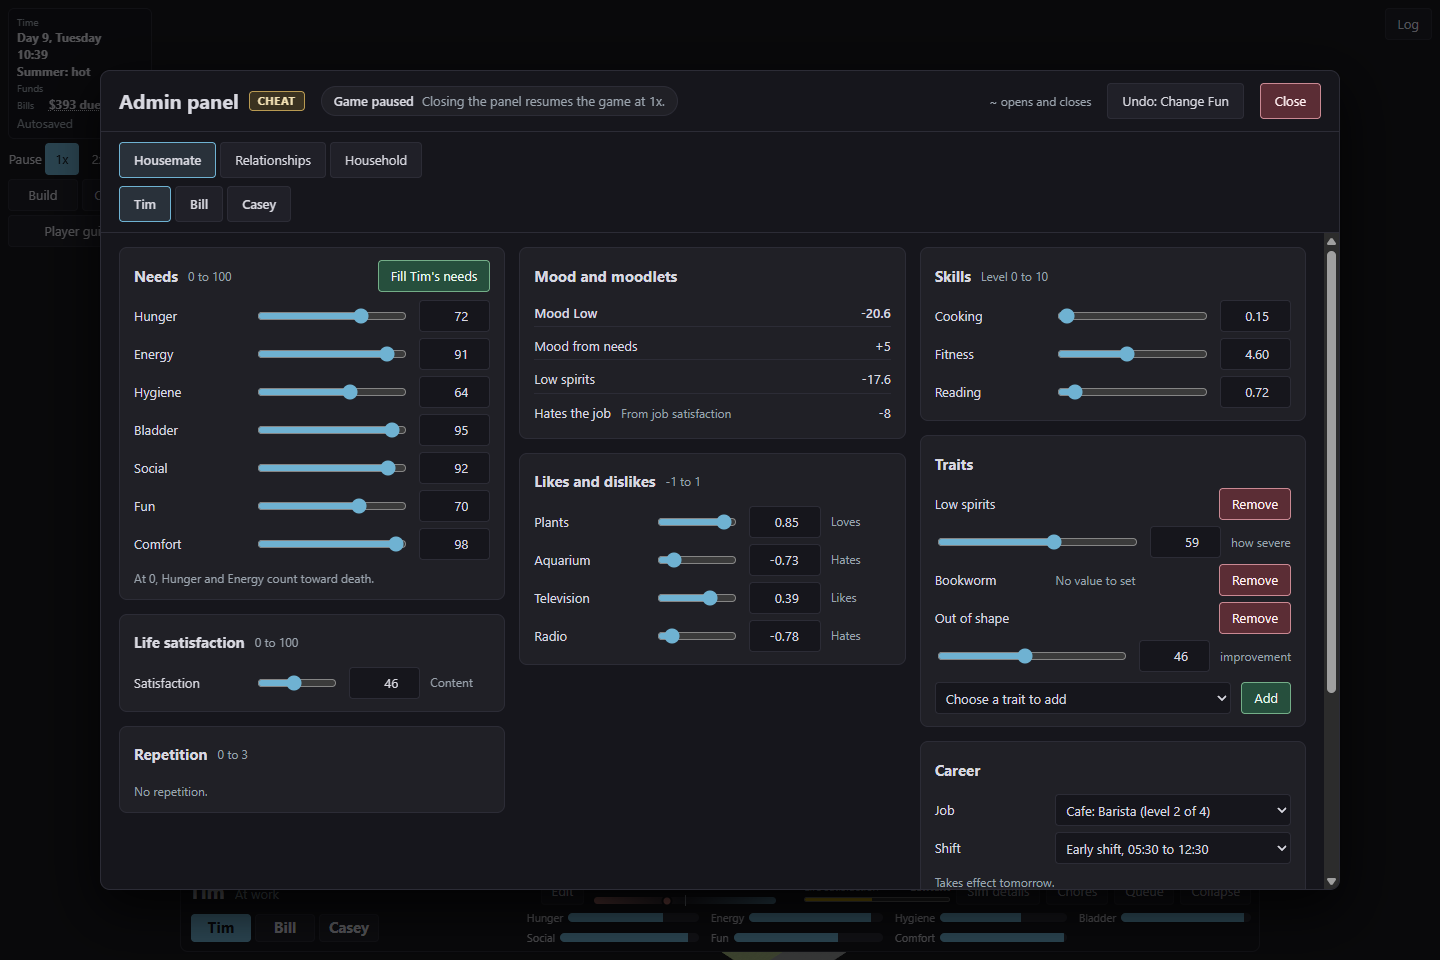 Time
Day 9, Tuesday
10:39
Summer: hot
Funds
Bills $393 due
Autosaved
Pause 1x
Build
Log
Admin panel CHEAT Game paused Closing the panel resumes the game at 1x. ~ opens and closes Undo: Change Fun Close
Housemate Relationships Household
Tim Bill Casey
Needs 0 to 100 Fill Tim's needs
Hunger 72
Energy 91
Hygiene 64
Bladder 95
Social 92
Fun 70
Comfort 98
At 0, Hunger and Energy count toward death.
Life satisfaction 0 to 100
Satisfaction 46 Content
Repetition 0 to 3
No repetition.
Mood and moodlets
Mood Low -20.6
Mood from needs +5
Low spirits -17.6
Hates the job From job satisfaction -8
Likes and dislikes -1 to 1
Plants 0.85 Loves
Aquarium -0.73 Hates
Television 0.39 Likes
Radio -0.78 Hates
Skills Level 0 to 10
Cooking 0.15
Fitness 4.60
Reading 0.72
Traits
Low spirits Remove
59 how severe
Bookworm No value to set Remove
Out of shape Remove
46 improvement
Choose a trait to add Add
Career
Job Cafe: Barista (level 2 of 4)
Shift Early shift, 05:30 to 12:30
Takes effect tomorrow.
Tim At work Edit Sim details Chores Queue Collapse
Tim Bill Casey
Hunger Energy Hygiene Bladder
Social Fun Comfort